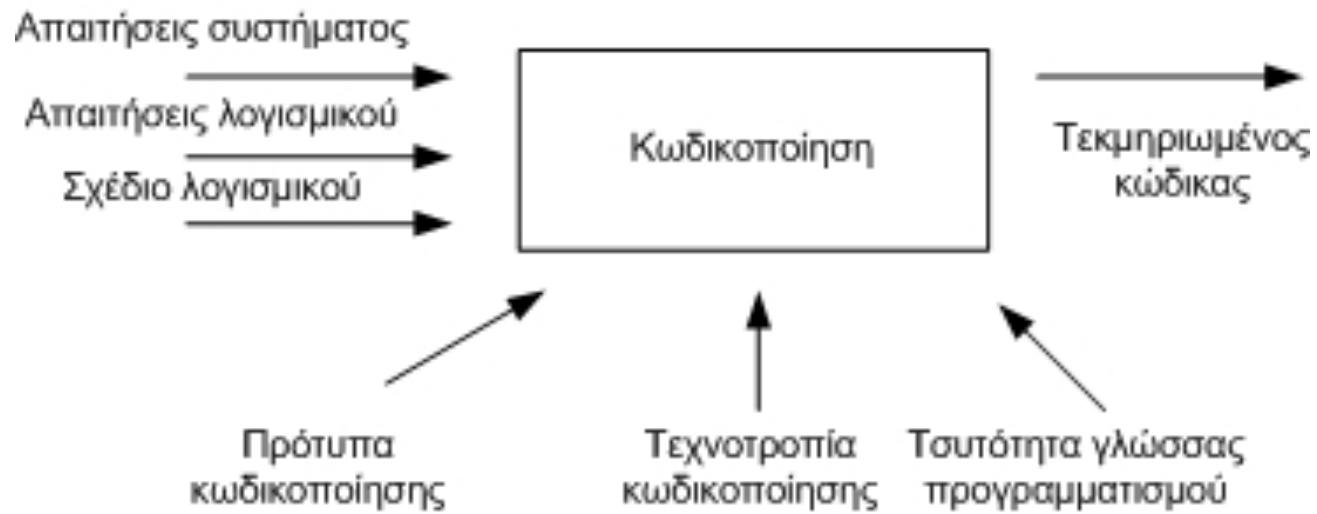 Απαιτήσεις συστήματος
Απαιτήσεις λογισμικού
Σχέδιο λογισμικού
Κωδικοποίηση
Τεκμηριωμένος
κώδικας
Πρότυπα
κωδικοποίησης
Τεχνοτροπία
κωδικοποίησης
Τσυτότητα γλώσσας
προγραμματισμού